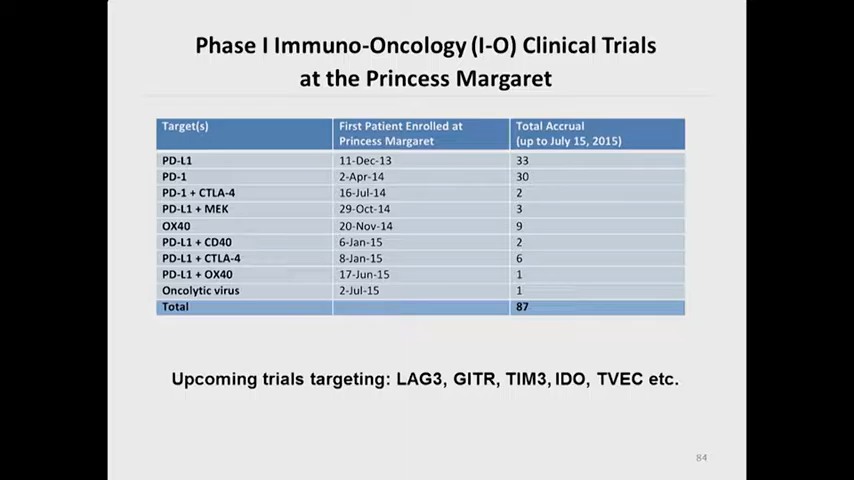 Phase I Immuno-Oncology (I-O) Clinical Trials
at the Princess Margaret
Target(s) First Patient Enrolled at Princess Margaret Total Accrual (up to July 15, 2015)
PD-L1 11-Dec-13 33
PD-1 2-Apr-14 30
PD-1 + CTLA-4 16-Jul-14 2
PD-L1 + MEK 29-Oct-14 3
OX40 20-Nov-14 9
PD-L1 + CD40 6-Jan-15 2
PD-L1 + CTLA-4 8-Jan-15 6
PD-L1 + OX40 17-Jun-15 1
Oncolytic virus 2-Jul-15 1
Total 87
Upcoming trials targeting: LAG3, GITR, TIM3, IDO, TVEC etc.
84